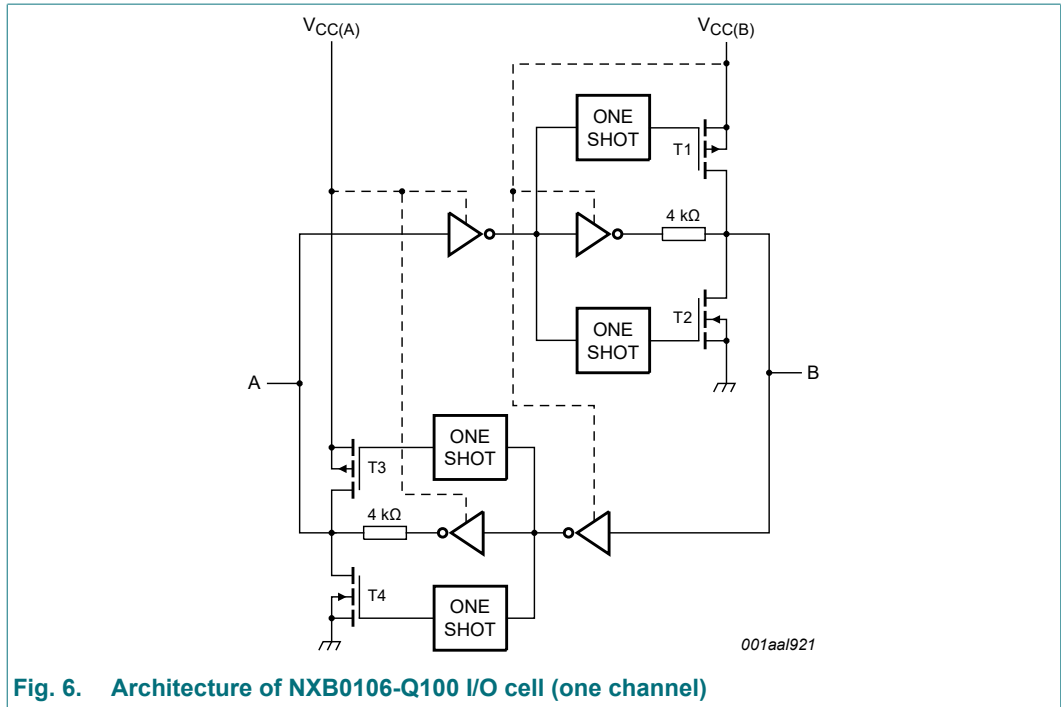 VCC(A)
VCC(B)
ONE
SHOT
T1
4 kΩ
ONE
SHOT
T2
A
B
ONE
SHOT
T3
4 kΩ
ONE
SHOT
T4
001aal921
Fig. 6. Architecture of NXB0106-Q100 I/O cell (one channel)